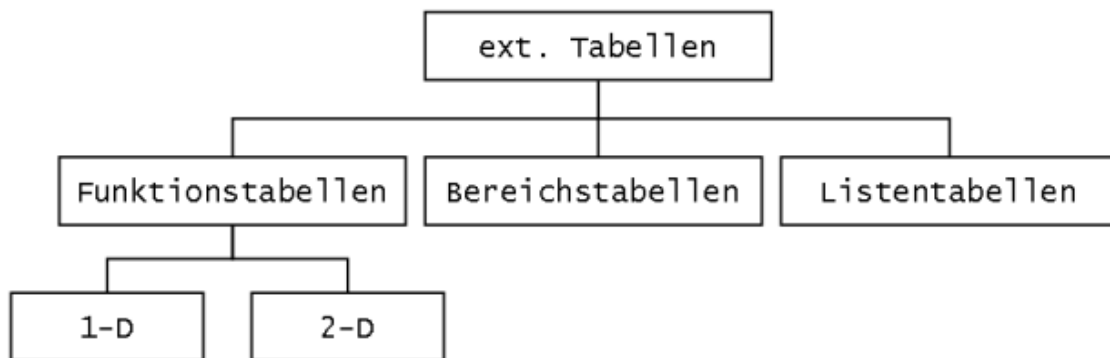 ext. Tabellen
Funktionstabellen
Bereichstabellen
Listentabellen
1-D
2-D